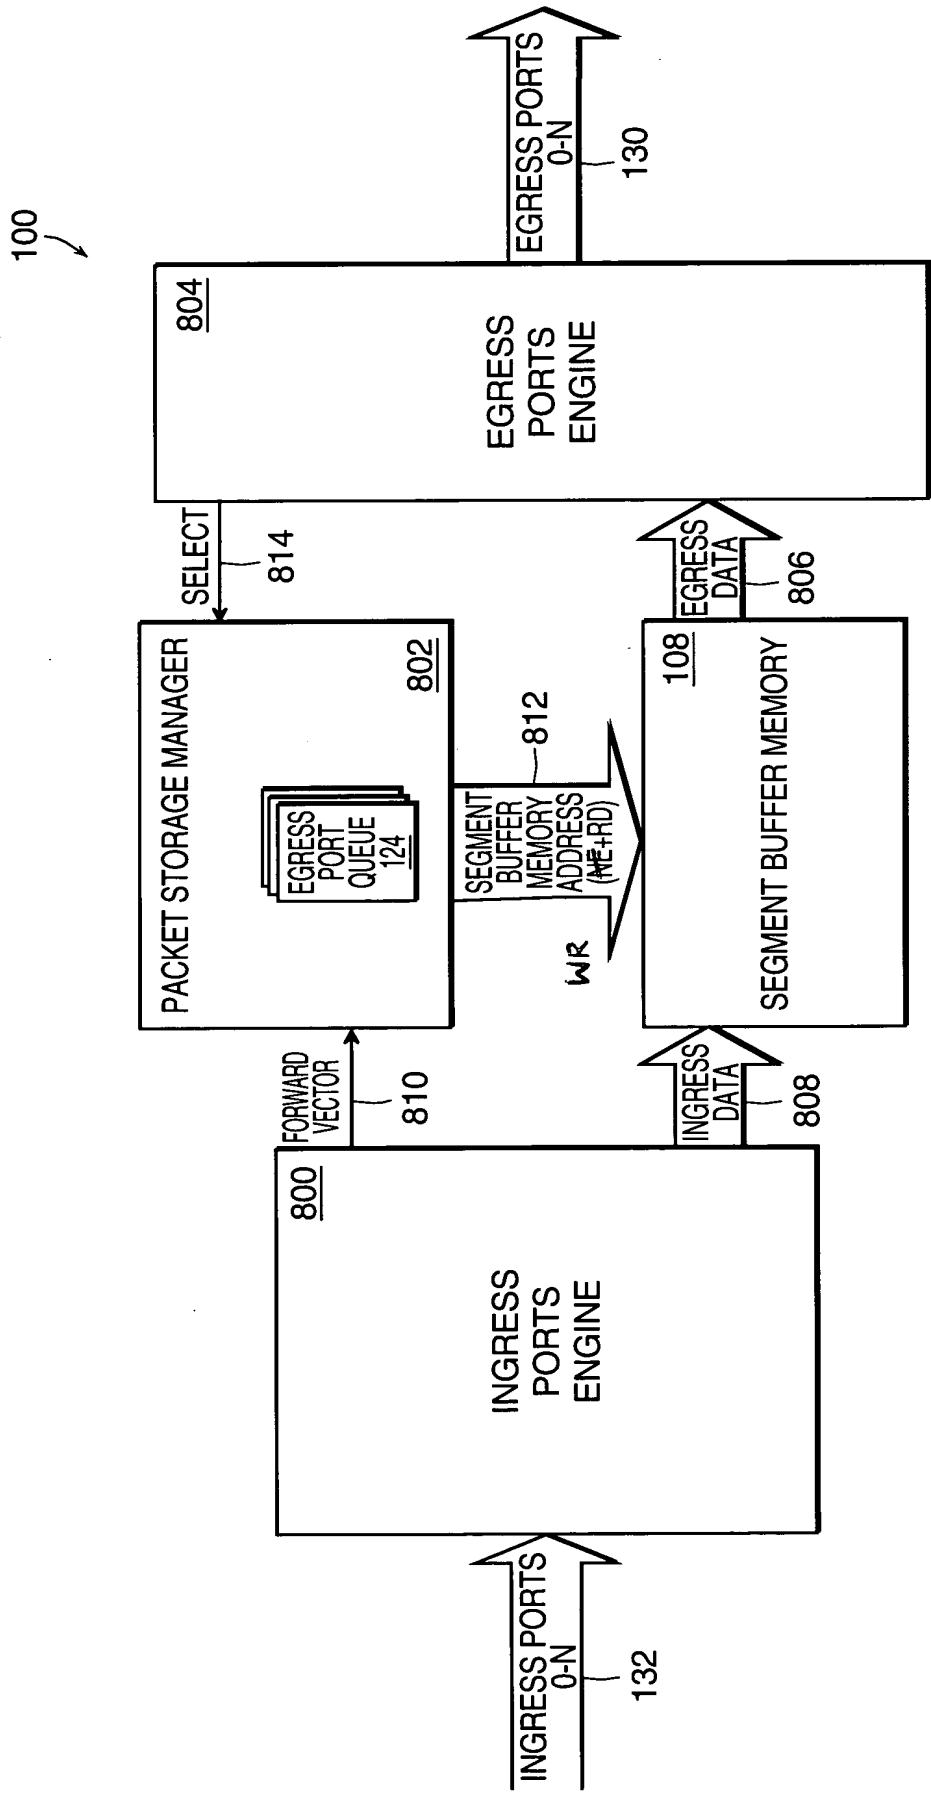 100
INGRESS PORTS
0-N
132
800
INGRESS
PORTS
ENGINE
FORWARD
VECTOR
810
INGRESS
DATA
808
PACKET STORAGE MANAGER
802
EGRESS
PORT
QUEUE
124
SEGMENT
BUFFER
MEMORY
ADDRESS
(WE+RD)
WR
812
108
SEGMENT BUFFER MEMORY
SELECT
814
EGRESS
DATA
806
804
EGRESS
PORTS
ENGINE
EGRESS PORTS
0-N
130